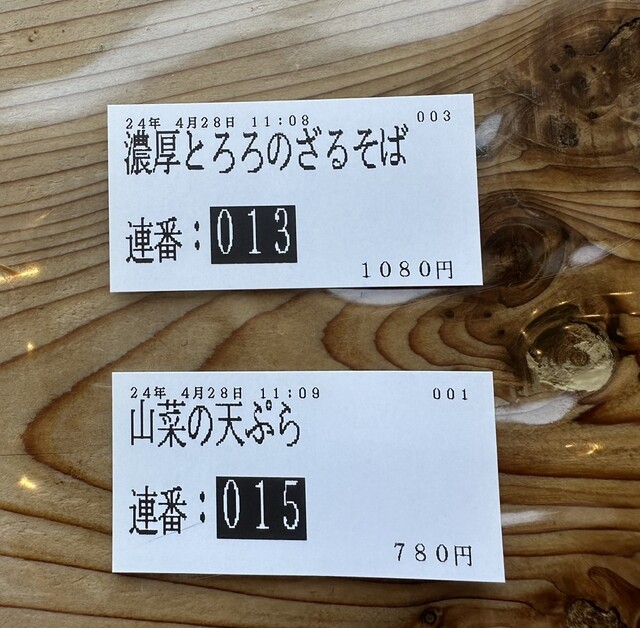 24年 4月28日 11:08 003
濃厚とろろのざるそば
連番：013
1080円
24年 4月28日 11:09 001
山菜の天ぷら
連番：015
780円